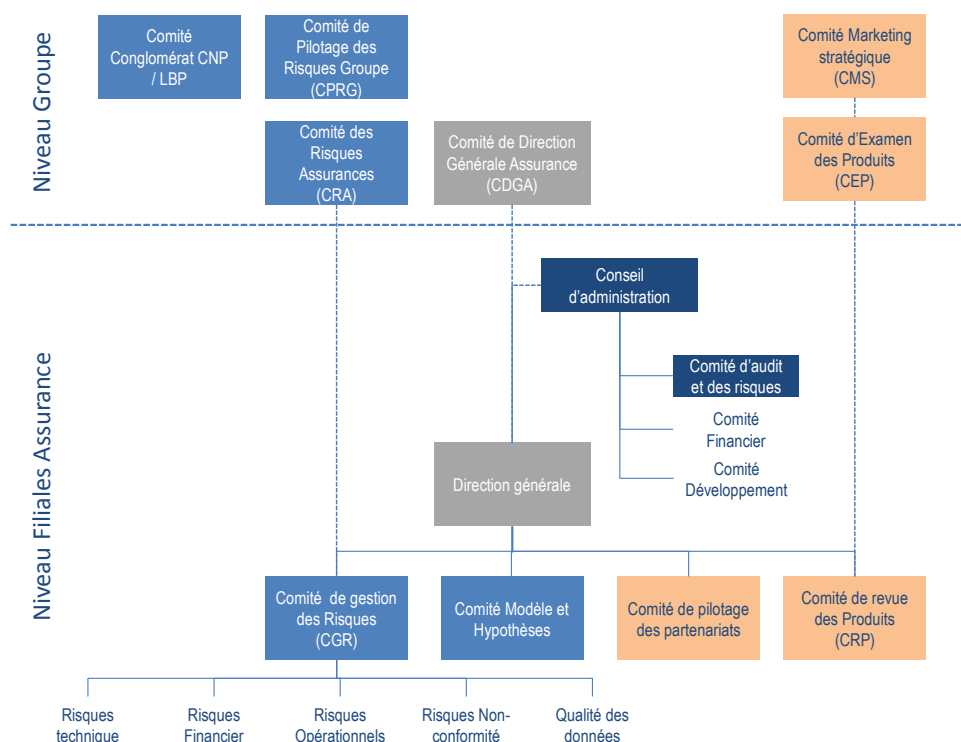 Niveau Groupe
Comité
Conglomérat CNP
/ LBP
Comité de
Pilotage des
Risques Groupe
(CPRG)
Comité Marketing
stratégique
(CMS)
Comité des
Risques
Assurances
(CRA)
Comité de Direction
Générale Assurance
(CDGA)
Comité d’Examen
des Produits
(CEP)
Niveau Filiales Assurance
Conseil
d’administration
Comité d’audit
et des risques
Comité
Financier
Comité
Développement
Direction générale
Comité de gestion
des Risques
(CGR)
Comité Modèle et
Hypothèses
Comité de pilotage
des partenariats
Comité de revue
des Produits
(CRP)
Risques
technique
Risques
Financier
Risques
Opérationnels
Risques Non-
conformité
Qualité des
données